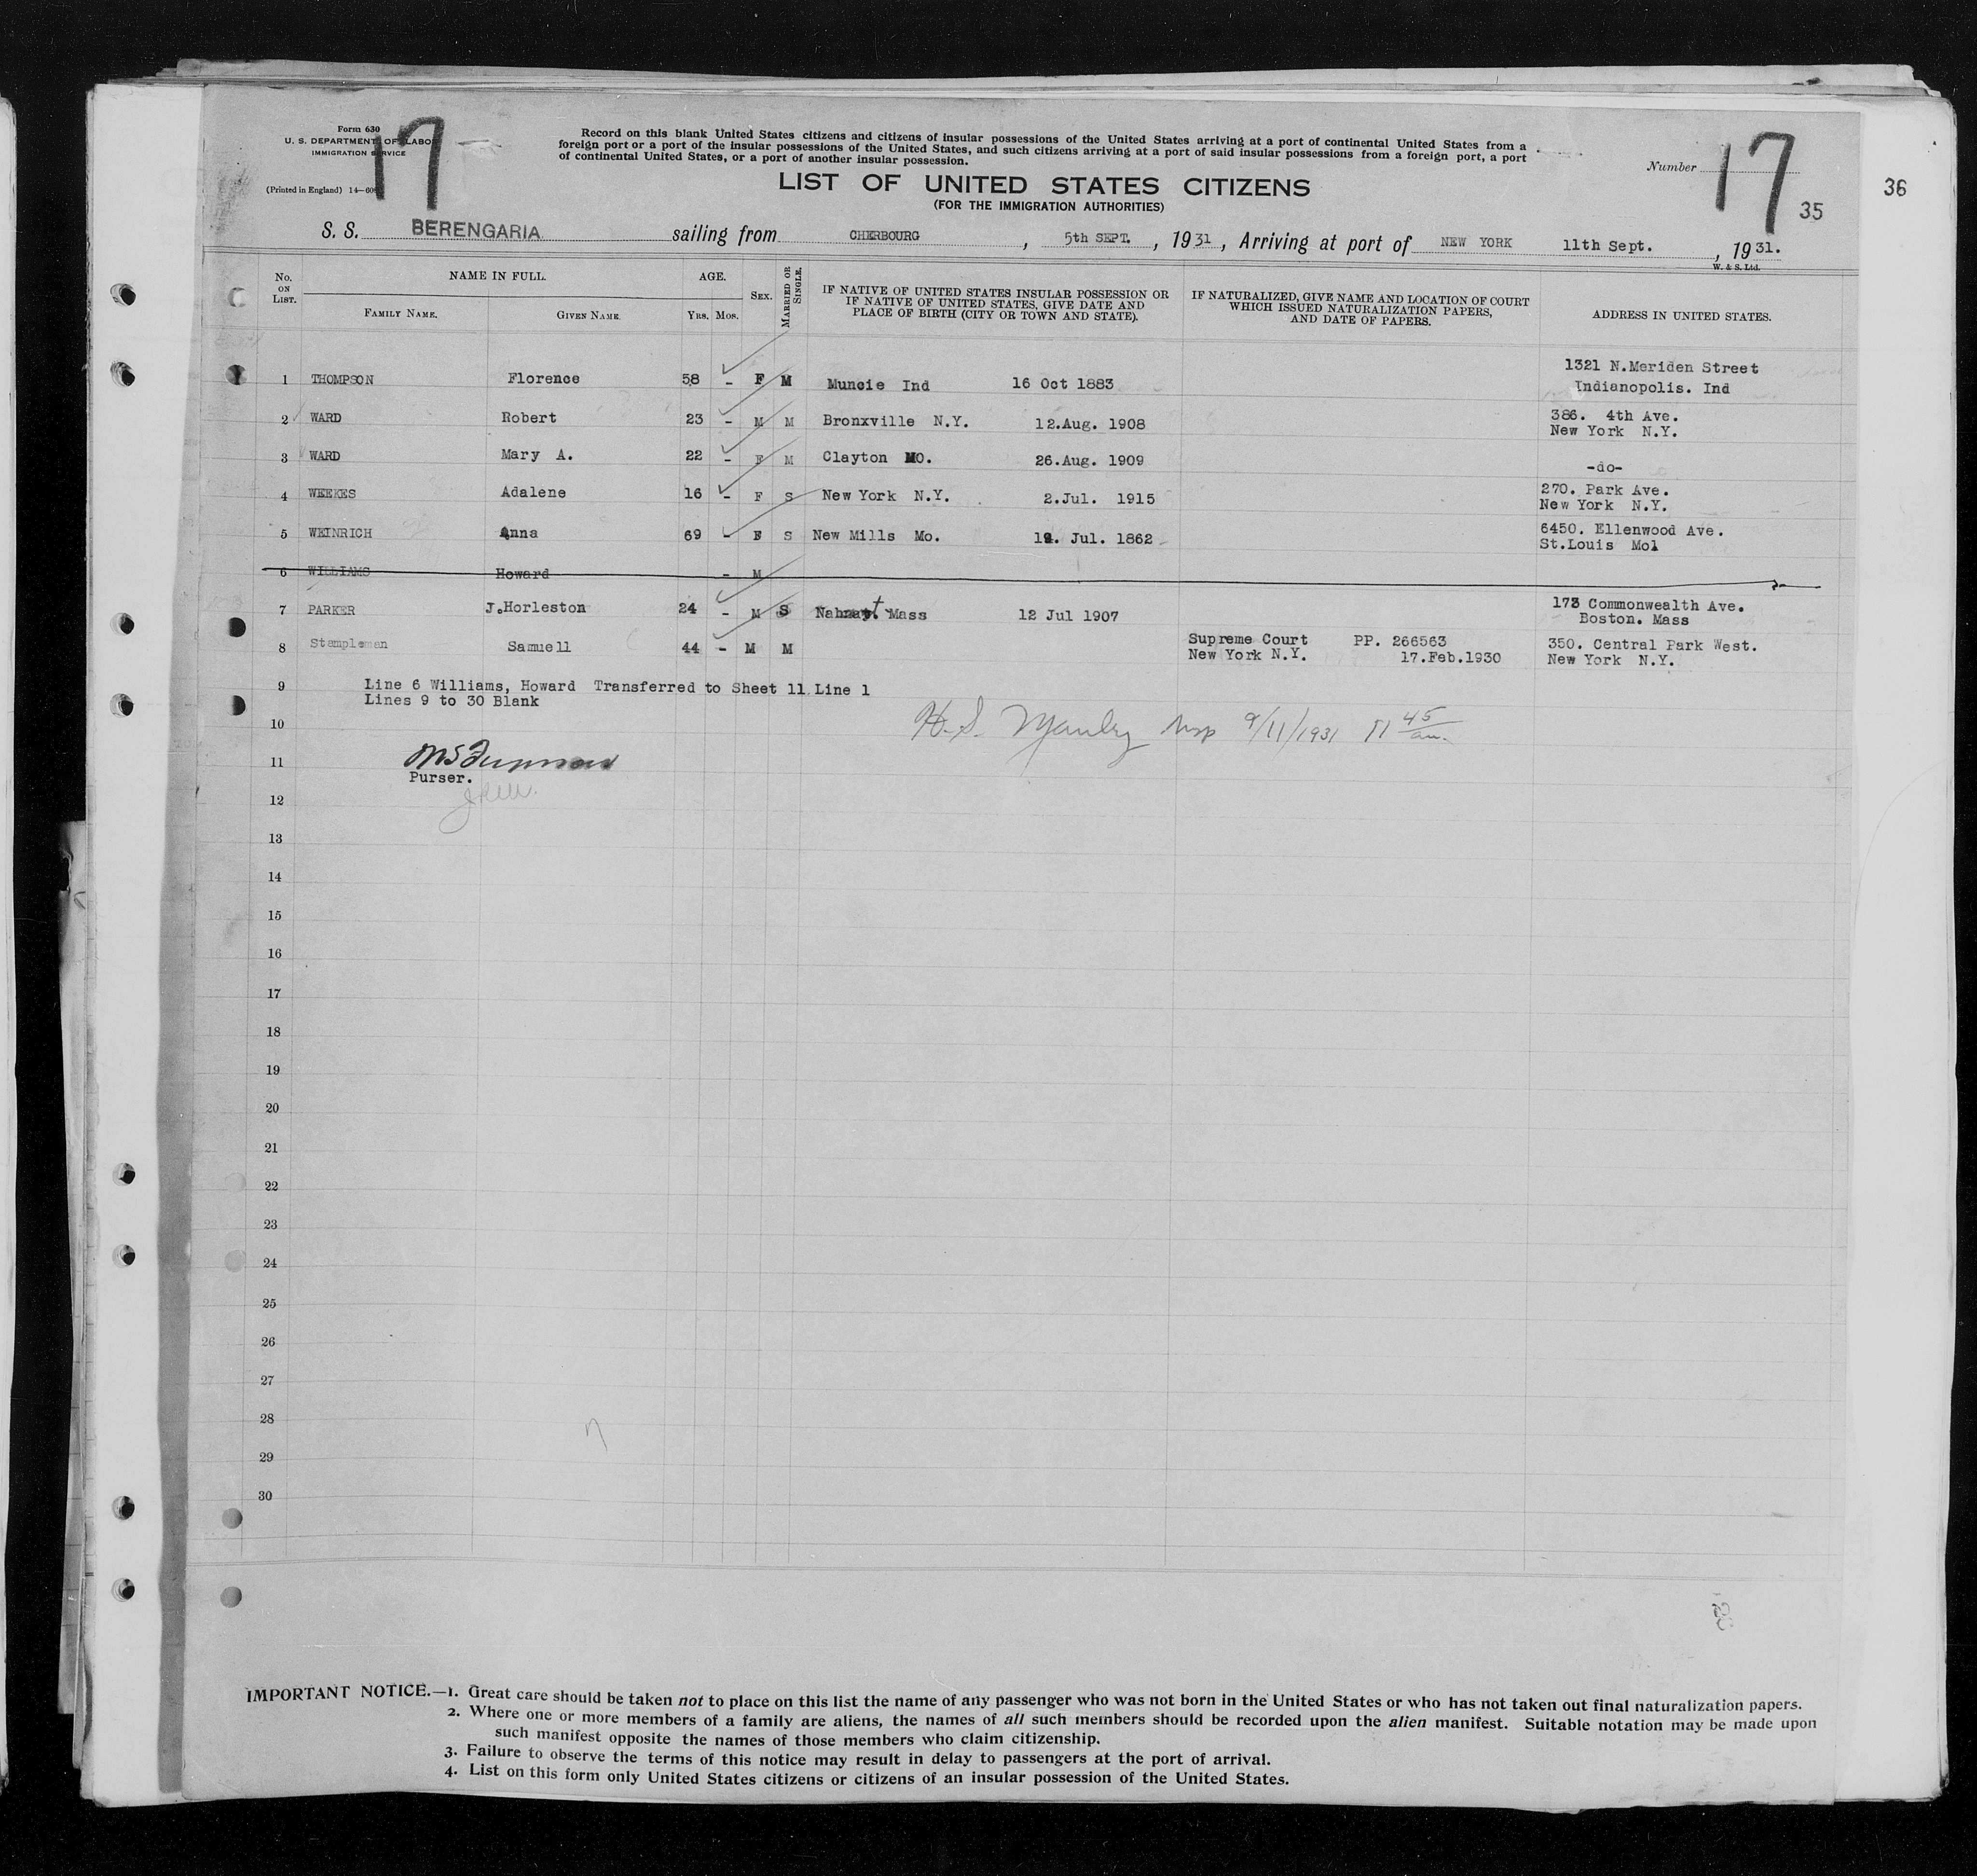 Form 630
U. S. DEPARTMENT OF LABOR
IMMIGRATION SERVICE
(Printed in England) 14—
17
Record on this blank United States citizens and citizens of insular possessions of the United States arriving at a port of continental United States from a
foreign port or a port of the insular possessions of the United States, and such citizens arriving at a port of said insular possessions from a foreign port, a port
of continental United States, or a port of another insular possession.
Number 17
35
36
LIST OF UNITED STATES CITIZENS
(FOR THE IMMIGRATION AUTHORITIES)
S. S. BERENGARIA sailing from CHERBOURG, 5th SEPT., 1931, Arriving at port of NEW YORK 11th Sept., 1931.
W. & S. Ltd.
No. ON LIST. NAME IN FULL. FAMILY NAME. GIVEN NAME. AGE. YRS. MOS. SEX. MARRIED OR SINGLE. IF NATIVE OF UNITED STATES INSULAR POSSESSION OR IF NATIVE OF UNITED STATES, GIVE DATE AND PLACE OF BIRTH (CITY OR TOWN AND STATE). IF NATURALIZED, GIVE NAME AND LOCATION OF COURT WHICH ISSUED NATURALIZATION PAPERS, AND DATE OF PAPERS. ADDRESS IN UNITED STATES.
1 THOMPSON Florence 58 - F M Muncie Ind 16 Oct 1883 1321 N.Meriden Street
Indianopolis. Ind
2 WARD Robert 23 - M M Bronxville N.Y. 12.Aug. 1908 386. 4th Ave.
New York N.Y.
3 WARD Mary A. 22 - F M Clayton MO. 26.Aug. 1909 -do-
4 WEEKES Adalene 16 - F S New York N.Y. 2.Jul. 1915 270. Park Ave.
New York N.Y.
5 WEINRICH Anna 69 - F S New Mills Mo. Jul. 1862 6450. Ellenwood Ave.
St.Louis Mol
6 WILLIAMS Howard - M
7 PARKER J.Horleston 24 - M S Mass 12 Jul 1907 173 Commonwealth Ave.
Boston. Mass
8 Stampleman Samuell 44 - M M Supreme Court PP. 266563 350. Central Park West.
New York N.Y. 17.Feb.1930 New York N.Y.
9 Line 6 Williams, Howard Transferred to Sheet 11 Line 1
Lines 9 to 30 Blank
10 H. S. Manley Insp 9/11/1931 11 45 am.
11
Purser.
12
13
14
15
16
17
18
19
20
21
22
23
24
25
26
27
28
29
30
IMPORTANT NOTICE.—1. Great care should be taken not to place on this list the name of any passenger who was not born in the United States or who has not taken out final naturalization papers.
2. Where one or more members of a family are aliens, the names of all such members should be recorded upon the alien manifest. Suitable notation may be made upon
such manifest opposite the names of those members who claim citizenship.
3. Failure to observe the terms of this notice may result in delay to passengers at the port of arrival.
4. List on this form only United States citizens or citizens of an insular possession of the United States.